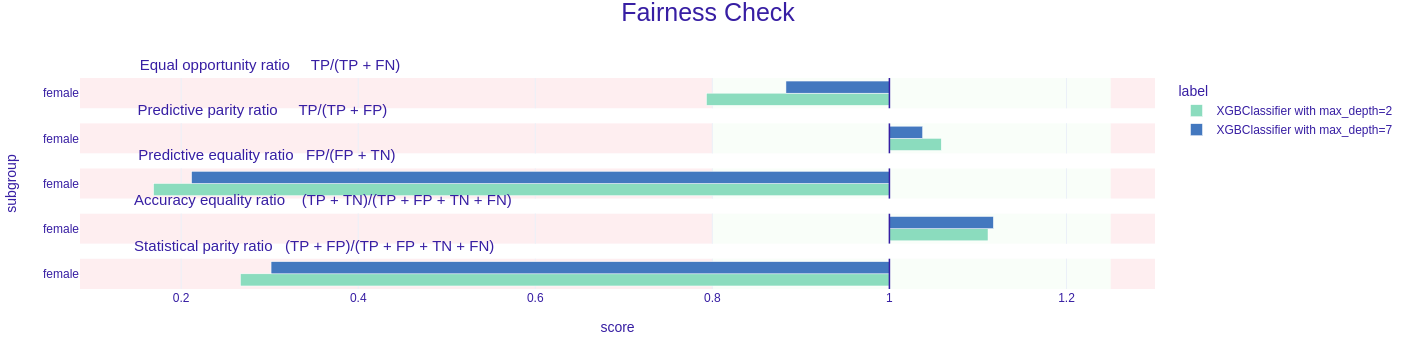 Fairness Check
Equal opportunity ratio TP/(TP + FN)
female
Predictive parity ratio TP/(TP + FP)
female
Predictive equality ratio FP/(FP + TN)
female
Accuracy equality ratio (TP + TN)/(TP + FP + TN + FN)
female
Statistical parity ratio (TP + FP)/(TP + FP + TN + FN)
female
0.2 0.4 0.6 0.8 1 1.2
score
subgroup
label
XGBClassifier with max_depth=2
XGBClassifier with max_depth=7